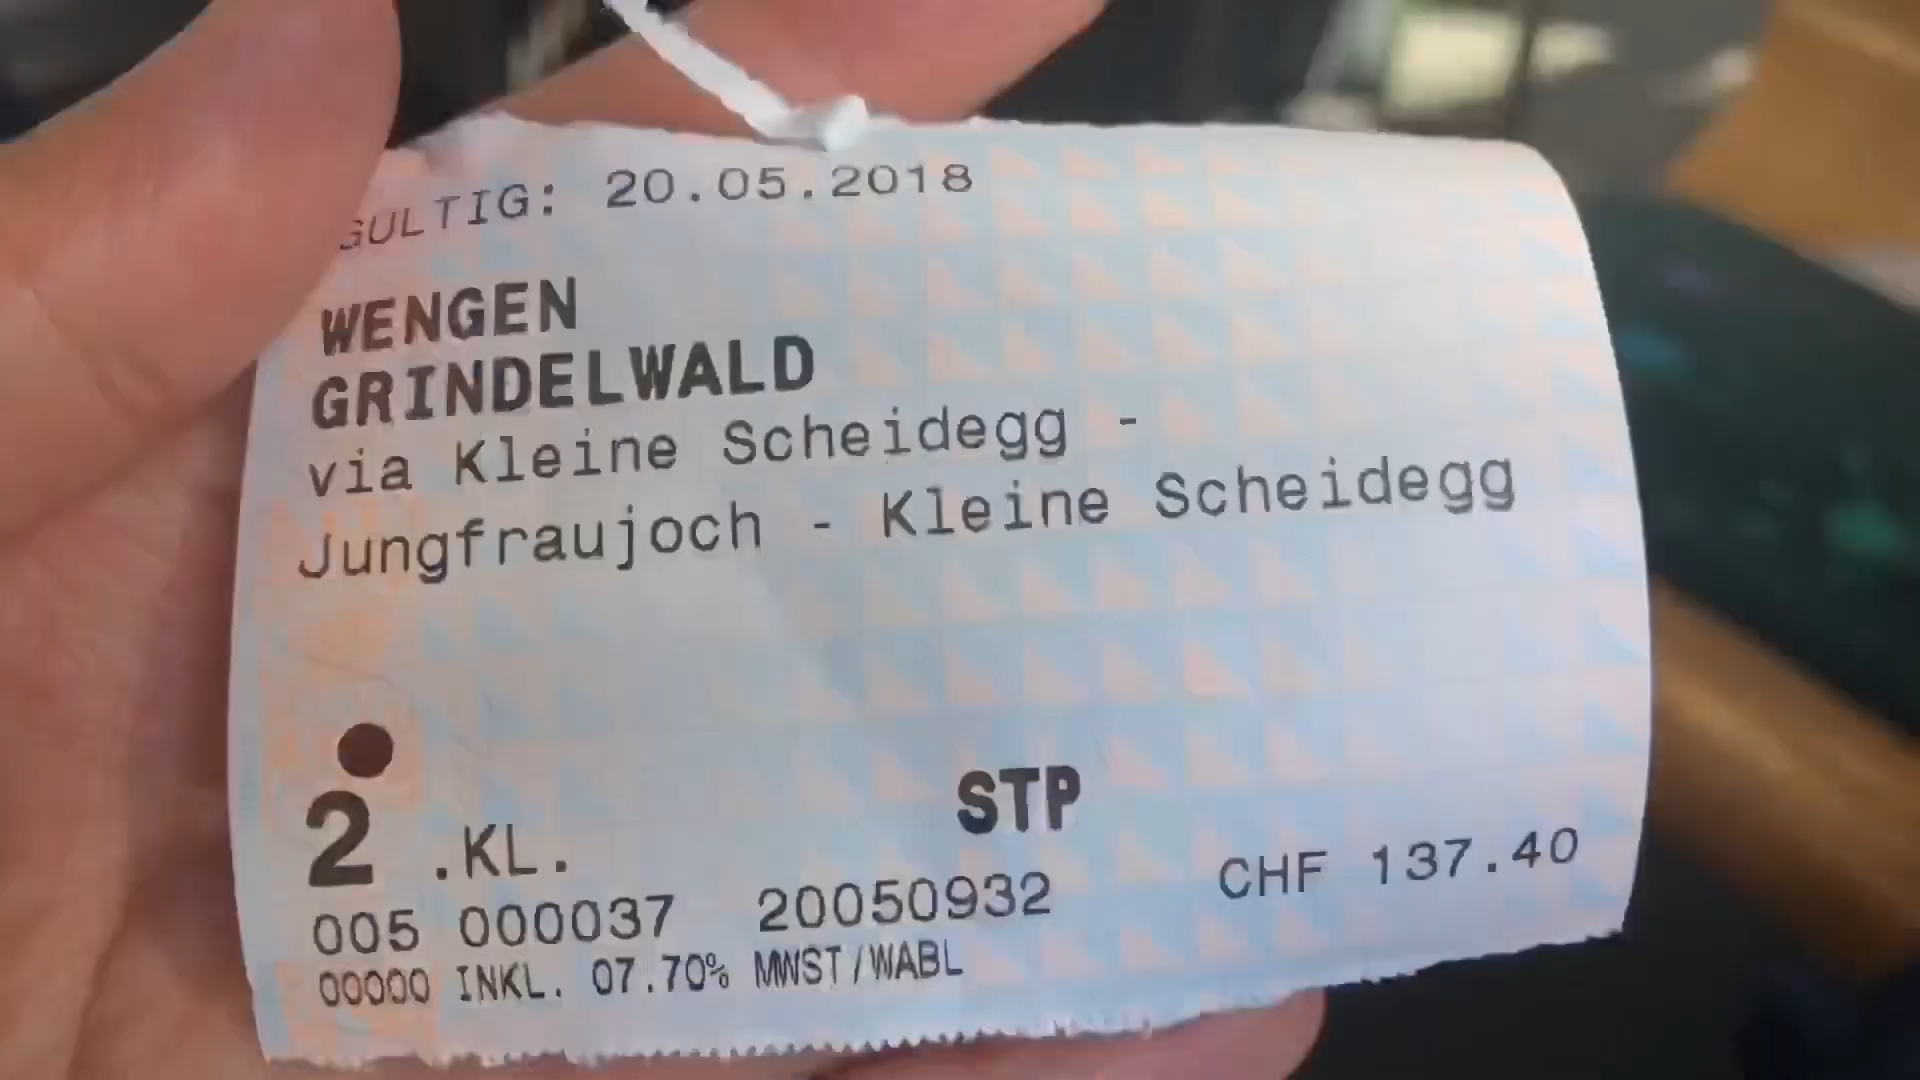 GULTIG: 20.05.2018
WENGEN
GRINDELWALD
via Kleine Scheidegg -
Jungfraujoch - Kleine Scheidegg
STP
2 .KL.
CHF 137.40
005 000037 20050932
00000 INKL. 07.70% MWST/WABL